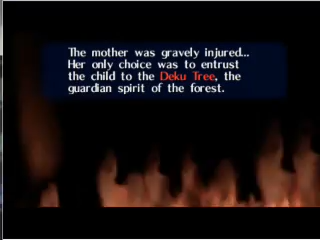 The mother was gravely injured...
Her only choice was to entrust
the child to the Deku Tree, the
guardian spirit of the forest.